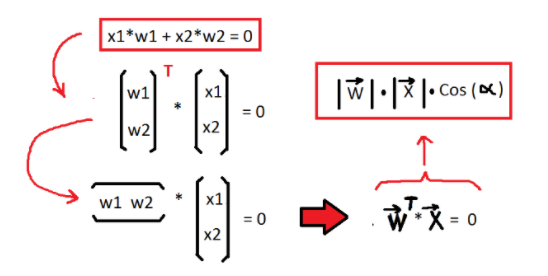 x1*w1 + x2*w2 = 0
T
w1 * x1
w2 x2 = 0
|W| • |X| • Cos (∝)
w1 w2 * x1
x2 = 0
. W^T * X = 0